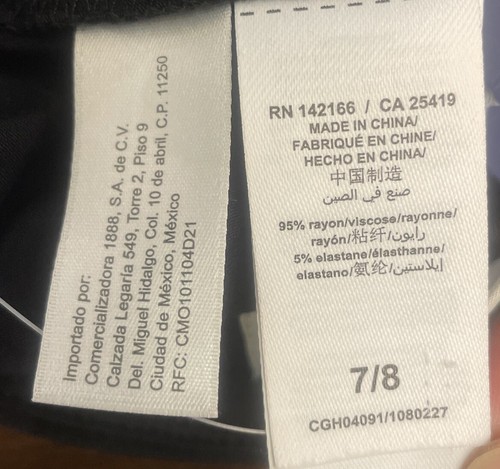 Importado por:
Comercializadora 1888, S.A. de C.V.
Calzada Legaría 549, Torre 2, Piso 9
Del. Miguel Hidalgo, Col. 10 de abril, C.P. 11250
Ciudad de México, México
RFC: CMO101104D21
RN 142166 / CA 25419
MADE IN CHINA/
FABRIQUÉ EN CHINE/
HECHO EN CHINA/
中国制造
صنع في الصين
95% rayon/viscose/rayonne/
rayón/粘纤/رايون/
5% elastane/élasthanne/
elastano/氨纶/إيلاستين/
7/8
CGH04091/1080227